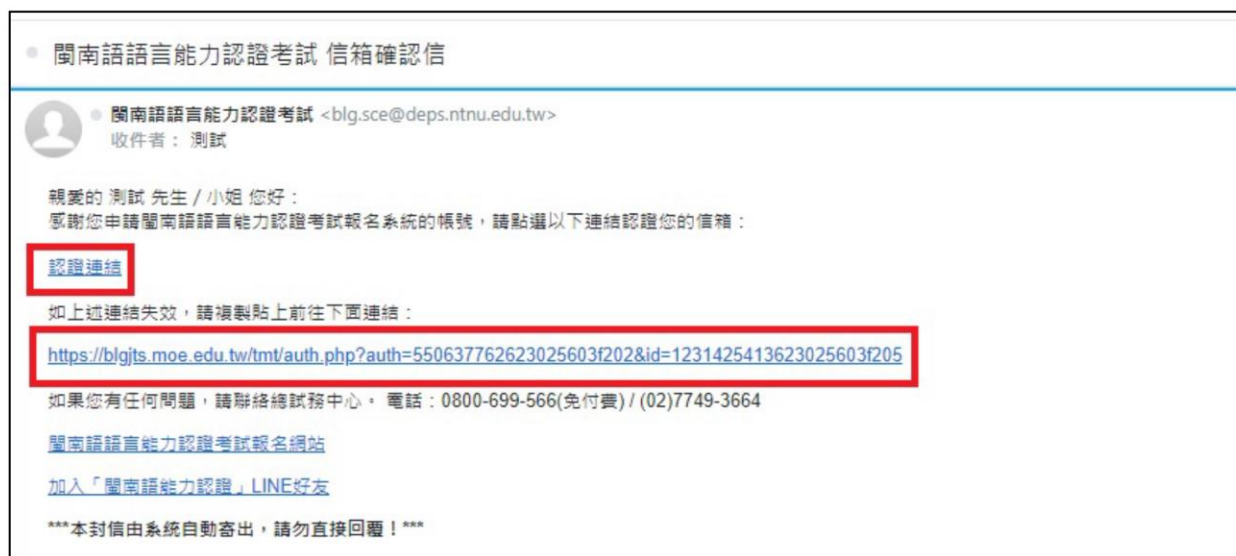 閩南語語言能力認證考試 信箱確認信
閩南語語言能力認證考試 <blg.sce@deps.ntnu.edu.tw>
收件者： 測試
親愛的 測試 先生 / 小姐 您好：
感謝您申請閩南語語言能力認證考試報名系統的帳號，請點選以下連結認證您的信箱：
認證連結
如上述連結失效，請複製貼上前往下面連結：
https://blgjts.moe.edu.tw/tmt/auth.php?auth=550637762623025603f202&id=1231425413623025603f205
如果您有任何問題，請聯絡總試務中心。 電話：0800-699-566(免付費) / (02)7749-3664
閩南語語言能力認證考試報名網站
加入「閩南語能力認證」LINE好友
***本封信由系統自動寄出，請勿直接回覆！***